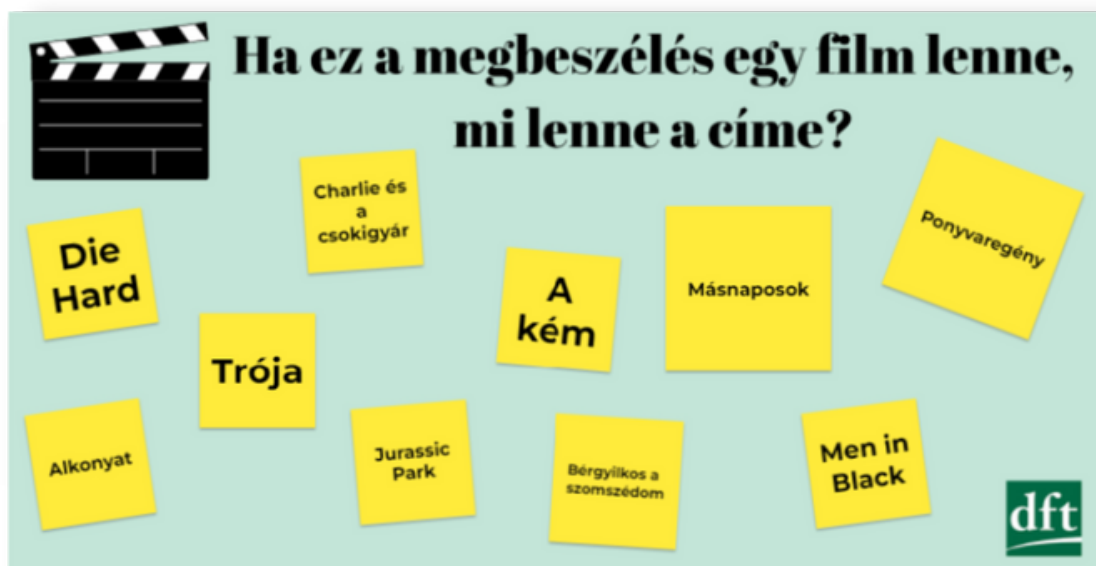 Ha ez a megbeszélés egy film lenne,
mi lenne a címe?
Charlie és
a
csokigyár
Die
Hard
Trója
A
kém
Másnaposok
Ponyvaregény
Alkonyat
Jurassic
Park
Bérgyilkos a
szomszédom
Men in
Black
dft